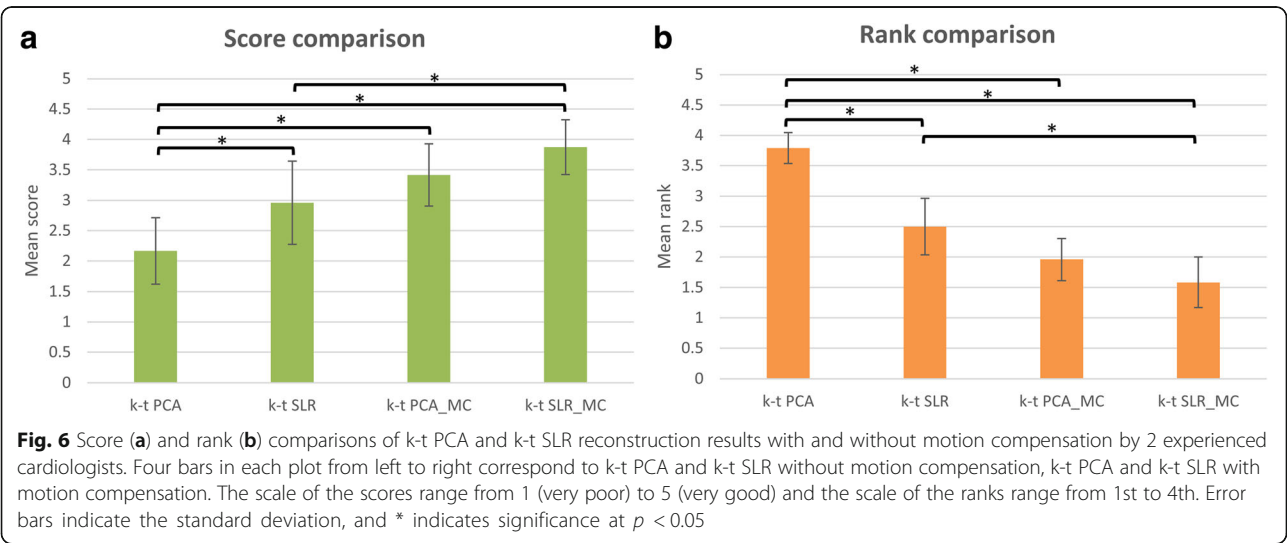 a
Score comparison
5
4.5
4
3.5
3
2.5
2
1.5
1
0.5
0
Mean score
*
*
*
*
k-t PCA
k-t SLR
k-t PCA_MC
k-t SLR_MC
b
Rank comparison
5
4.5
4
3.5
3
2.5
2
1.5
1
0.5
0
Mean rank
*
*
*
*
k-t PCA
k-t SLR
k-t PCA_MC
k-t SLR_MC
Fig. 6 Score (a) and rank (b) comparisons of k-t PCA and k-t SLR reconstruction results with and without motion compensation by 2 experienced
cardiologists. Four bars in each plot from left to right correspond to k-t PCA and k-t SLR without motion compensation, k-t PCA and k-t SLR with
motion compensation. The scale of the scores range from 1 (very poor) to 5 (very good) and the scale of the ranks range from 1st to 4th. Error
bars indicate the standard deviation, and * indicates significance at p < 0.05